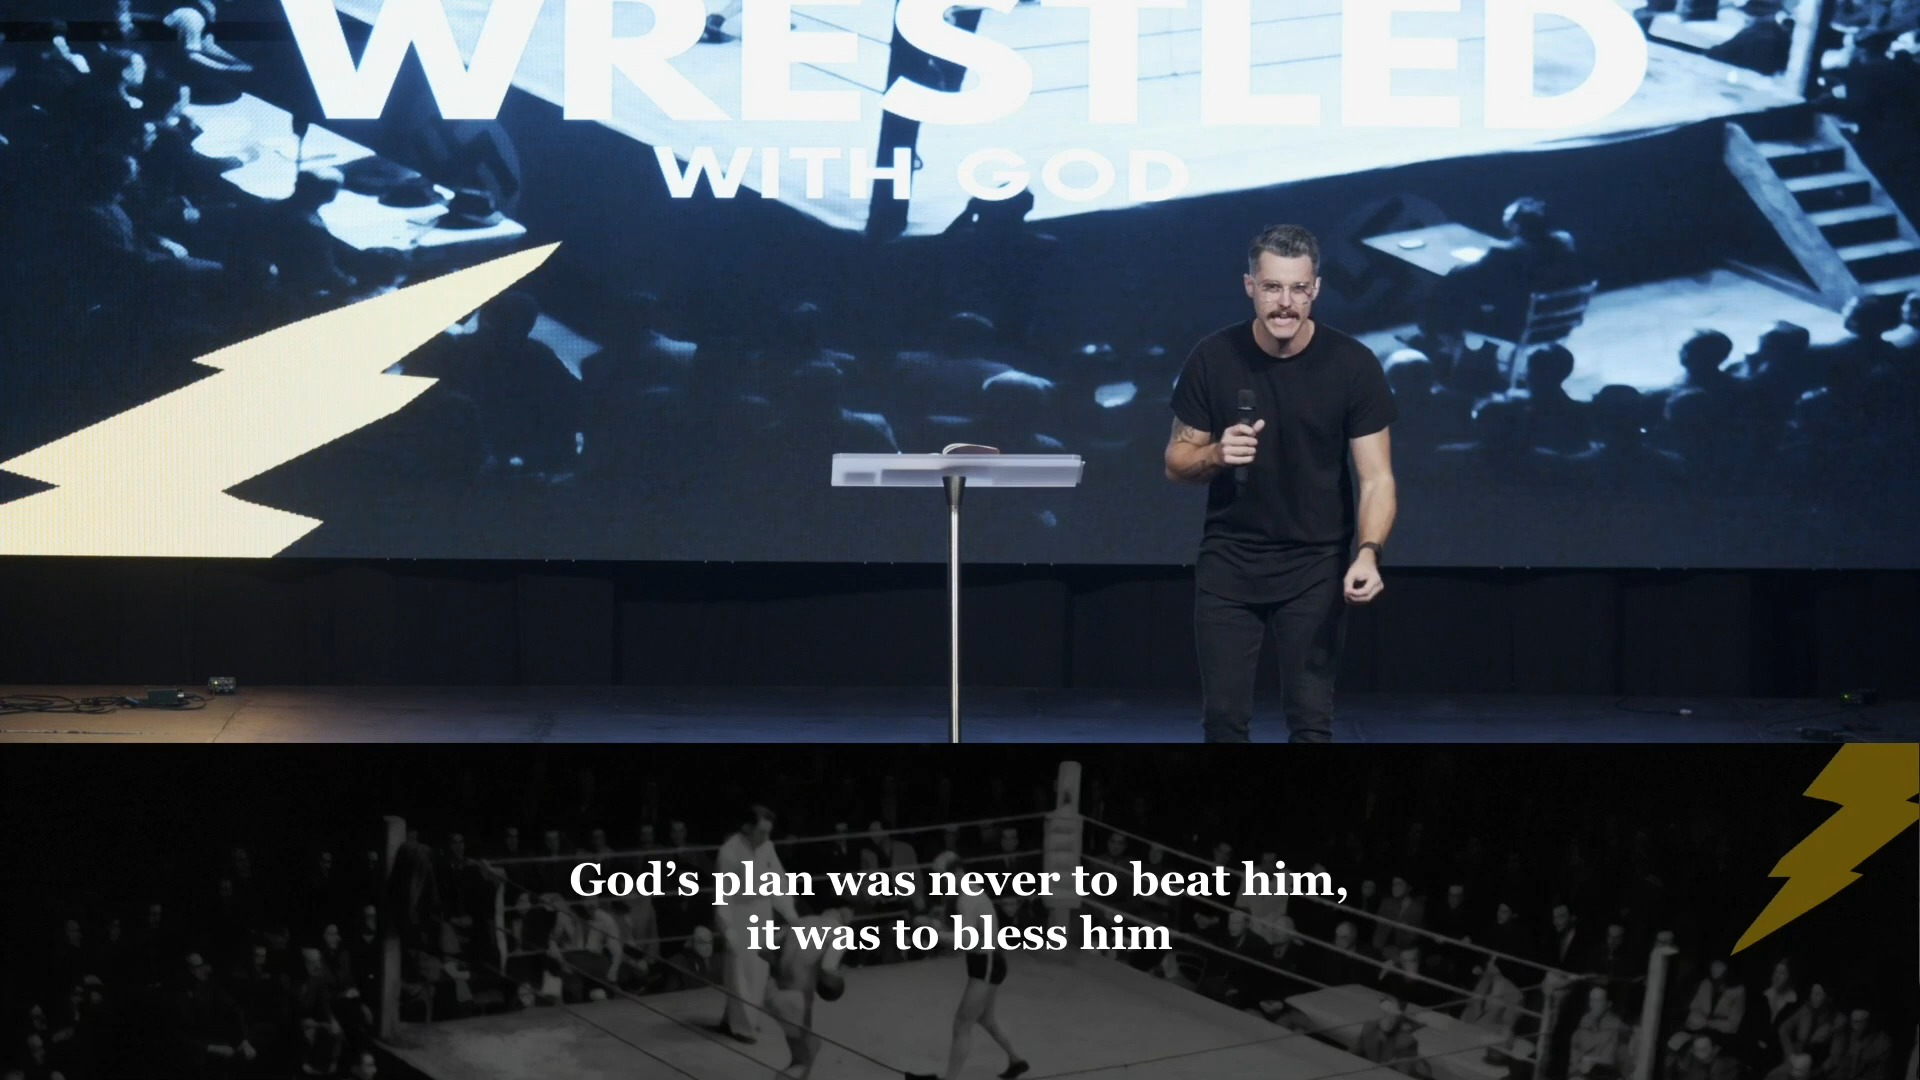 WRESTLED
WITH GOD
God’s plan was never to beat him,
it was to bless him